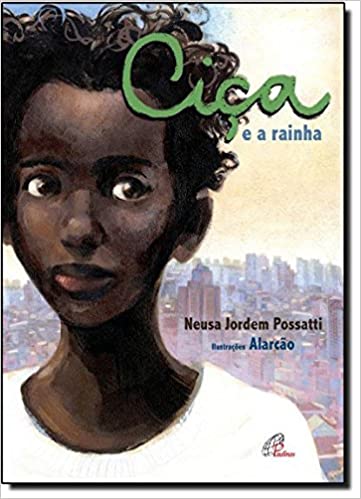 Ciça
e a rainha
Neusa Jordem Possatti
Ilustrações Alarcão
Paulinas